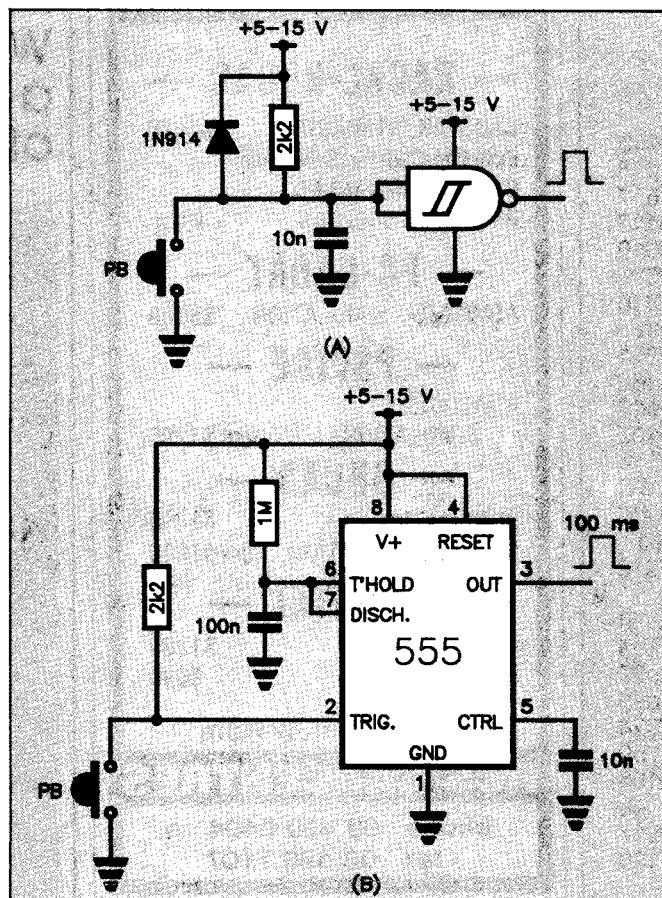 +5-15 V
+5-15 V
1N914
2k2
10n
PB
(A)
+5-15 V
1M
8
4
V+
RESET
100 ms
6
T'HOLD
OUT
3
7
DISCH.
2k2
100n
555
2
TRIG.
CTRL
5
GND
10n
1
PB
(B)